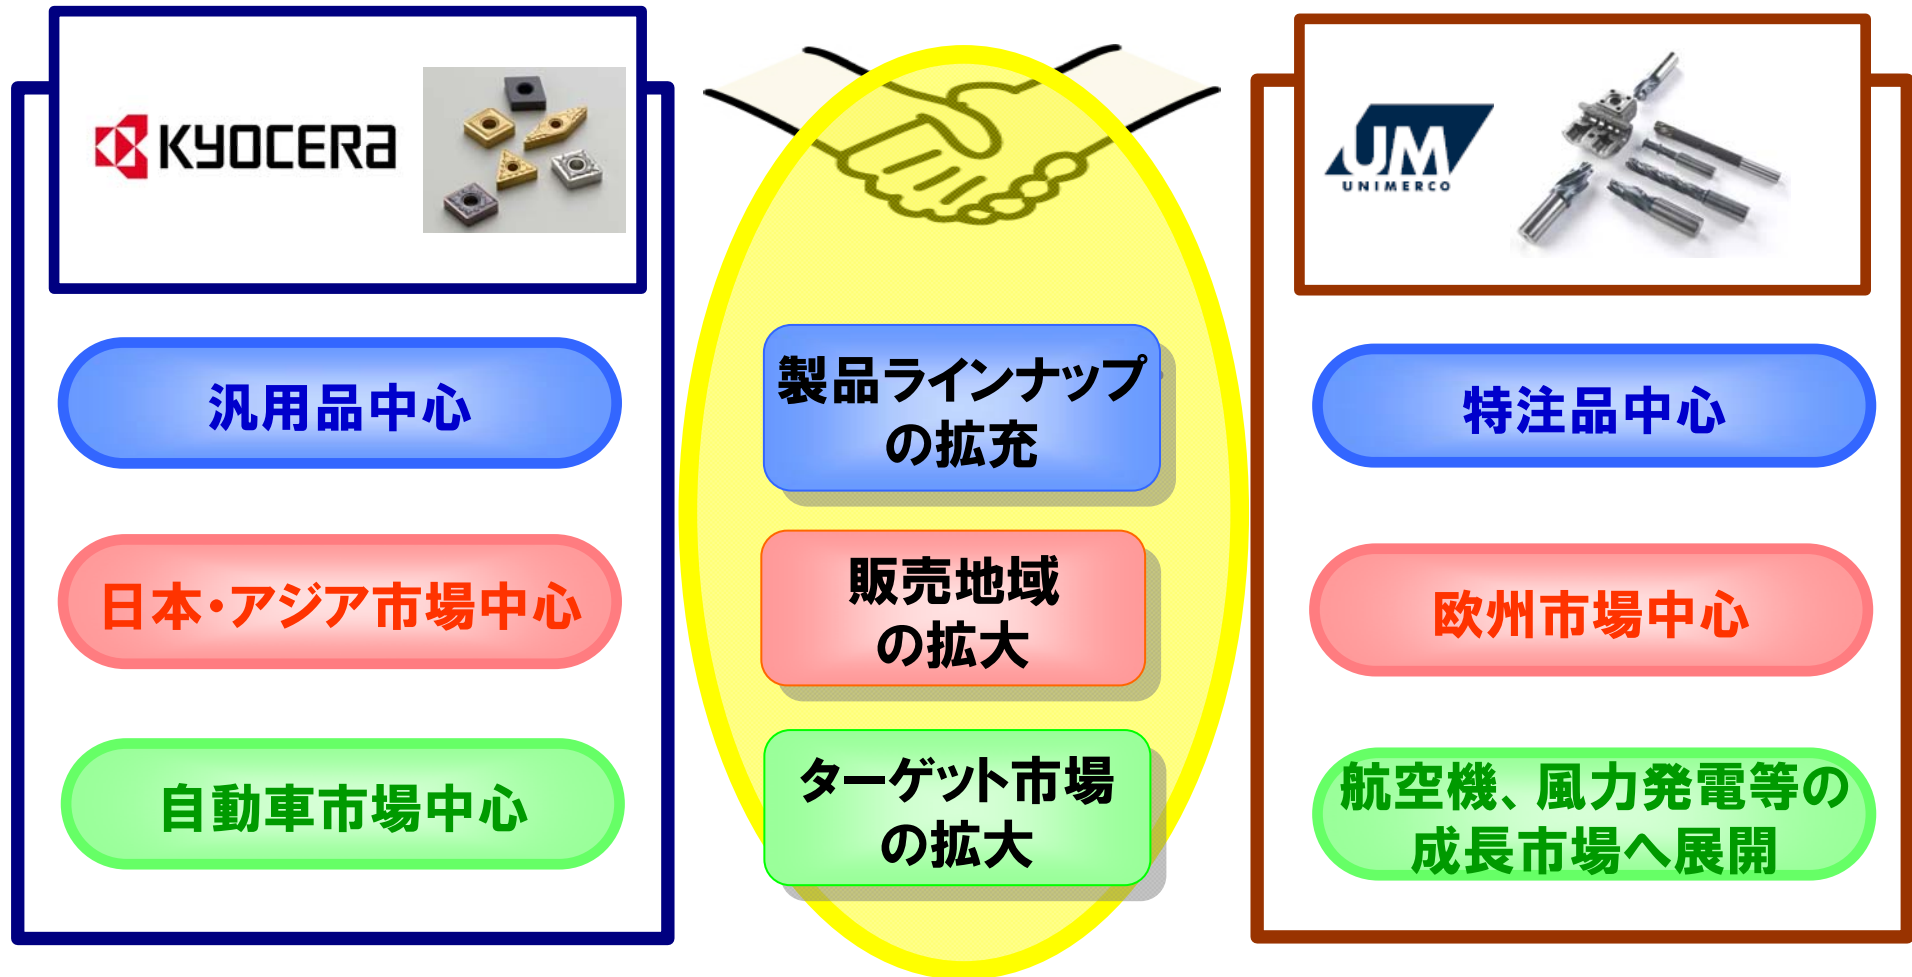 KYOCERA
汎用品中心
日本・アジア市場中心
自動車市場中心
製品ラインナップ
の拡充
販売地域
の拡大
ターゲット市場
の拡大
UM
UNIMERCO
特注品中心
欧州市場中心
航空機、風力発電等の
成長市場へ展開